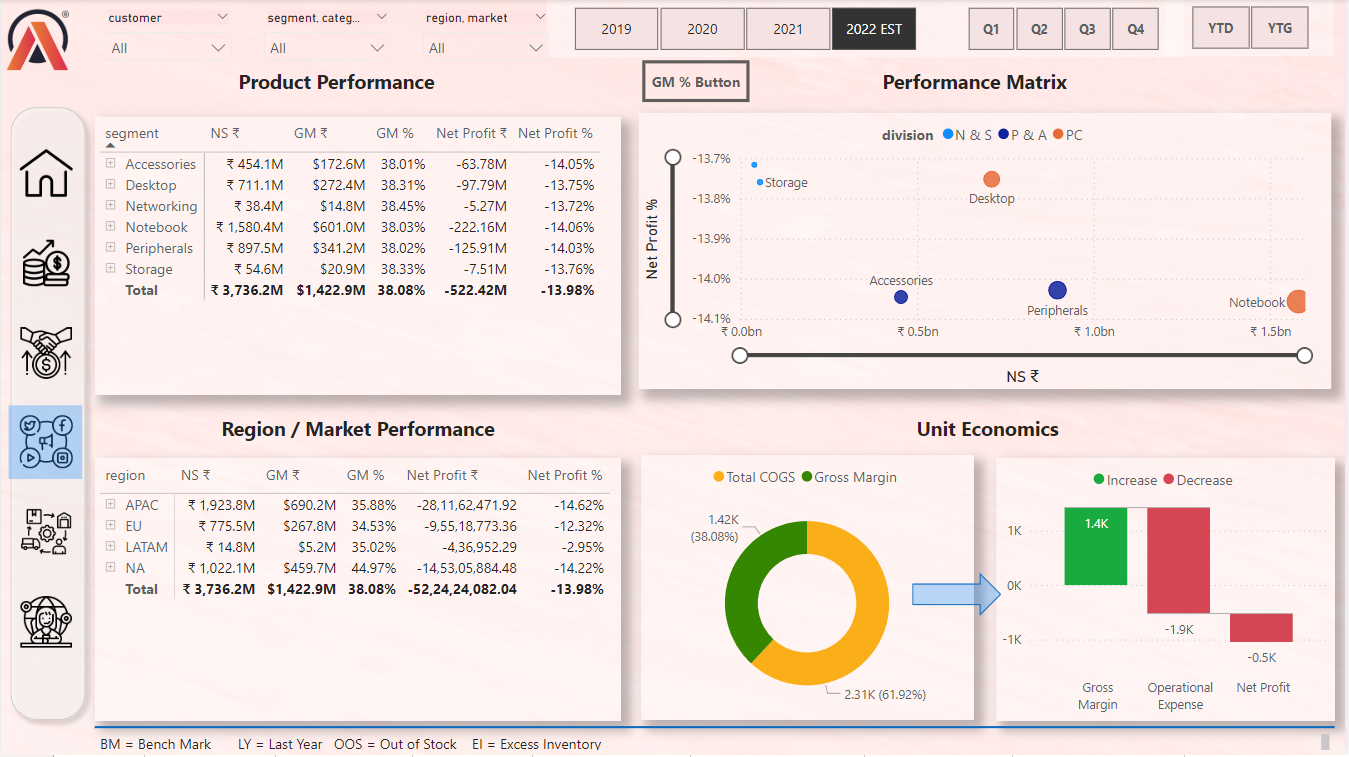 customer
segment, categ...
region, market
All
All
All
2019
2020
2021
2022 EST
Q1
Q2
Q3
Q4
YTD
YTG
®
Product Performance
GM % Button
Performance Matrix
segment NS ₹ GM ₹ GM % Net Profit ₹ Net Profit %
Accessories ₹ 454.1M $172.6M 38.01% -63.78M -14.05%
Desktop ₹ 711.1M $272.4M 38.31% -97.79M -13.75%
Networking ₹ 38.4M $14.8M 38.45% -5.27M -13.72%
Notebook ₹ 1,580.4M $601.0M 38.03% -222.16M -14.06%
Peripherals ₹ 897.5M $341.2M 38.02% -125.91M -14.03%
Storage ₹ 54.6M $20.9M 38.33% -7.51M -13.76%
Total ₹ 3,736.2M $1,422.9M 38.08% -522.42M -13.98%
division N & S P & A PC
Net Profit %
-13.7%
-13.8%
-13.9%
-14.0%
-14.1%
Storage
Desktop
Accessories
Peripherals
Notebook
₹ 0.0bn ₹ 0.5bn ₹ 1.0bn ₹ 1.5bn
NS ₹
Region / Market Performance
Unit Economics
region NS ₹ GM ₹ GM % Net Profit ₹ Net Profit %
APAC ₹ 1,923.8M $690.2M 35.88% -28,11,62,471.92 -14.62%
EU ₹ 775.5M $267.8M 34.53% -9,55,18,773.36 -12.32%
LATAM ₹ 14.8M $5.2M 35.02% -4,36,952.29 -2.95%
NA ₹ 1,022.1M $459.7M 44.97% -14,53,05,884.48 -14.22%
Total ₹ 3,736.2M $1,422.9M 38.08% -52,24,24,082.04 -13.98%
Total COGS Gross Margin
1.42K
(38.08%)
2.31K (61.92%)
Increase Decrease
1K
0K
-1K
1.4K
-1.9K
-0.5K
Gross
Margin
Operational
Expense
Net Profit
BM = Bench Mark LY = Last Year OOS = Out of Stock EI = Excess Inventory